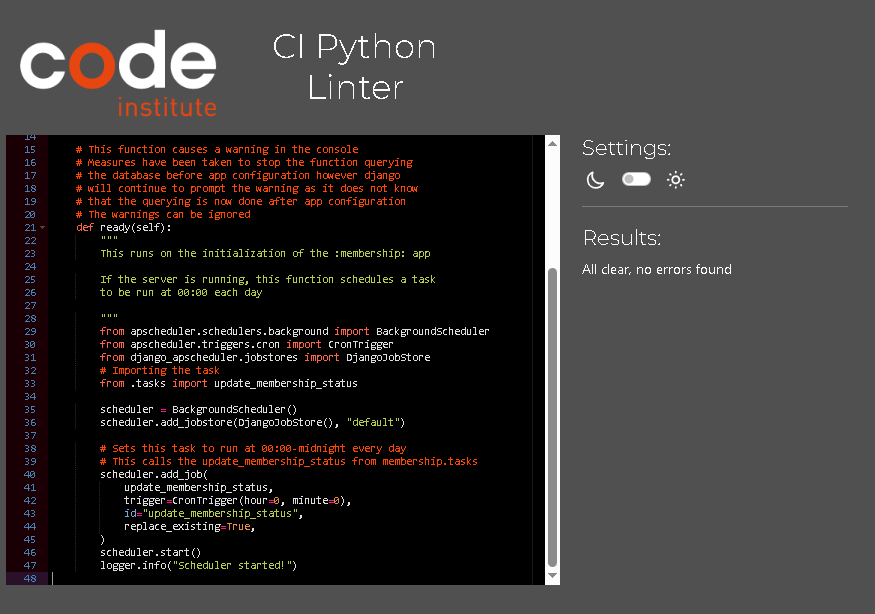 code
institute
CI Python
Linter
14
15 # This function causes a warning in the console
16 # Measures have been taken to stop the function querying
17 # the database before app configuration however django
18 # will continue to prompt the warning as it does not know
19 # that the querying is now done after app configuration
20 # The warnings can be ignored
21 def ready(self):
22 """
23 This runs on the initialization of the :membership: app
24
25 If the server is running, this function schedules a task
26 to be run at 00:00 each day
27
28 """
29 from apscheduler.schedulers.background import BackgroundScheduler
30 from apscheduler.triggers.cron import CronTrigger
31 from django_apscheduler.jobstores import DjangoJobStore
32 # Importing the task
33 from .tasks import update_membership_status
34
35 scheduler = BackgroundScheduler()
36 scheduler.add_jobstore(DjangoJobStore(), "default")
37
38 # Sets this task to run at 00:00-midnight every day
39 # This calls the update_membership_status from membership.tasks
40 scheduler.add_job(
41 update_membership_status,
42 trigger=CronTrigger(hour=0, minute=0),
43 id="update_membership_status",
44 replace_existing=True,
45 )
46 scheduler.start()
47 logger.info("Scheduler started!")
48
Settings:
Results:
All clear, no errors found